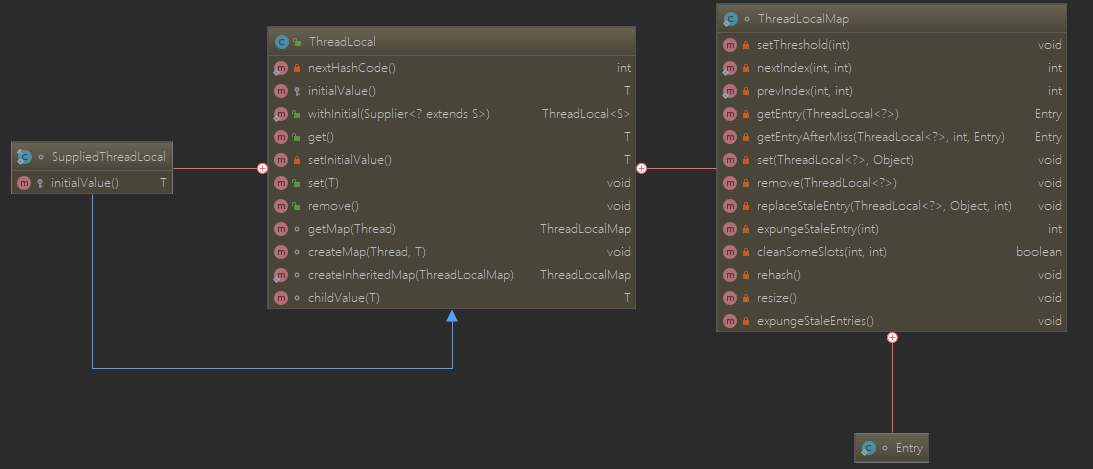 SuppliedThreadLocal
initialValue() T
ThreadLocal
nextHashCode() int
initialValue() T
withInitial(Supplier<? extends S>) ThreadLocal<S>
get() T
setInitialValue() T
set(T) void
remove() void
getMap(Thread) ThreadLocalMap
createMap(Thread, T) void
createInheritedMap(ThreadLocalMap) ThreadLocalMap
childValue(T) T
ThreadLocalMap
setThreshold(int) void
nextIndex(int, int) int
prevIndex(int, int) int
getEntry(ThreadLocal<?>) Entry
getEntryAfterMiss(ThreadLocal<?>, int, Entry) Entry
set(ThreadLocal<?>, Object) void
remove(ThreadLocal<?>) void
replaceStaleEntry(ThreadLocal<?>, Object, int) void
expungeStaleEntry(int) int
cleanSomeSlots(int, int) boolean
rehash() void
resize() void
expungeStaleEntries() void
Entry